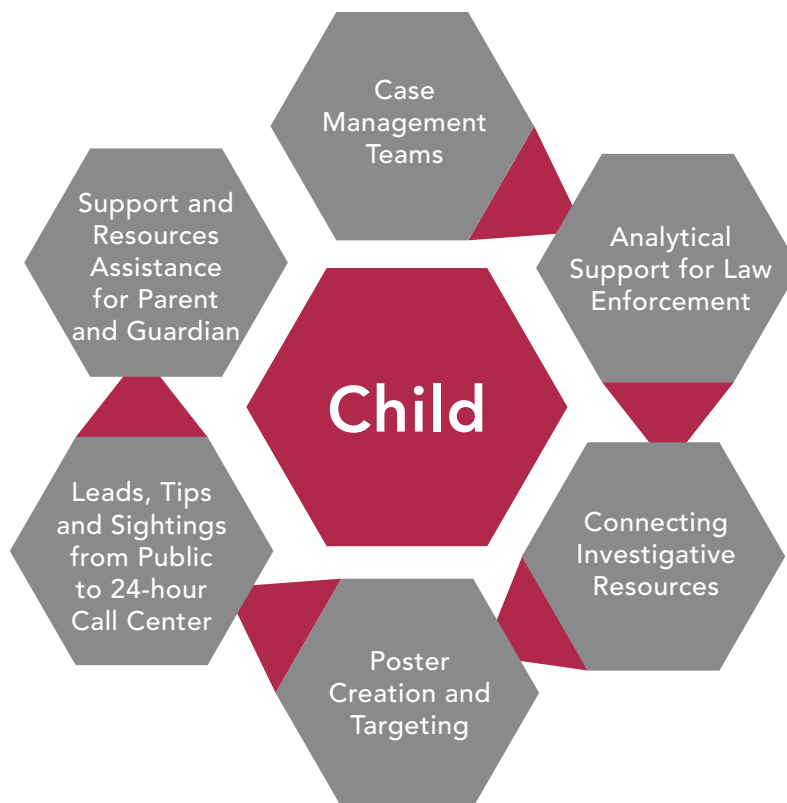 Case
Management
Teams
Analytical
Support for Law
Enforcement
Connecting
Investigative
Resources
Poster
Creation and
Targeting
Leads, Tips
and Sightings
from Public
to 24-hour
Call Center
Support and
Resources
Assistance
for Parent
and Guardian
Child